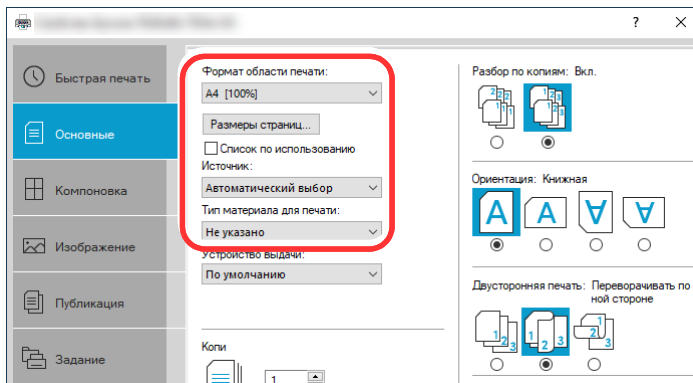 Быстрая печать
Основные
Компоновка
Изображение
Публикация
Задание
Формат области печати:
A4 [100%]
Размеры страниц...
Список по использованию
Источник:
Автоматический выбор
Тип материала для печати:
Не указано
Устройство выдачи:
По умолчанию
Копи
1
Разбор по копиям: Вкл.
Ориентация: Книжная
Двусторонняя печать: Переворачивать по
ной стороне